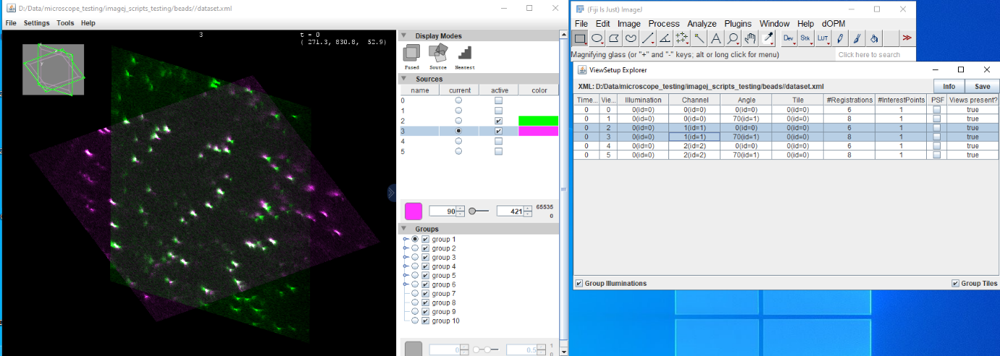 D:/Data/microscope_testing/imagej_scripts_testing/beads//dataset.xml
File Settings Tools Help
3
t = 0
( 271.3, 830.8, 52.9)
Display Modes
Fused Source Nearest
Sources
name current active color
0
1
2
3
4
5
90 421 65535
0
Groups
group 1
group 2
group 3
group 4
group 5
group 6
group 7
group 8
group 9
group 10
0 0.5 1
0
(Fiji Is Just) ImageJ
File Edit Image Process Analyze Plugins Window Help dOPM
Dev Stk LUT >>
Magnifying glass (or "+" and "-" keys; alt or long click for menu)
Click here to search
ViewSetup Explorer
XML: D:/Data/microscope_testing/imagej_scripts_testing/beads//dataset.xml
Info Save
Time... Vie... Illumination Channel Angle Tile #Registrations #InterestPoints PSF Views present?
0 0 0(id=0) 0(id=0) 0(id=0) 0(id=0) 6 1 true
0 1 0(id=0) 0(id=0) 70(id=1) 0(id=0) 8 1 true
0 2 0(id=0) 1(id=1) 0(id=0) 0(id=0) 6 1 true
0 3 0(id=0) 1(id=1) 70(id=1) 0(id=0) 8 1 true
0 4 0(id=0) 2(id=2) 0(id=0) 0(id=0) 6 1 true
0 5 0(id=0) 2(id=2) 70(id=1) 0(id=0) 8 1 true
Group Illuminations
Group Tiles